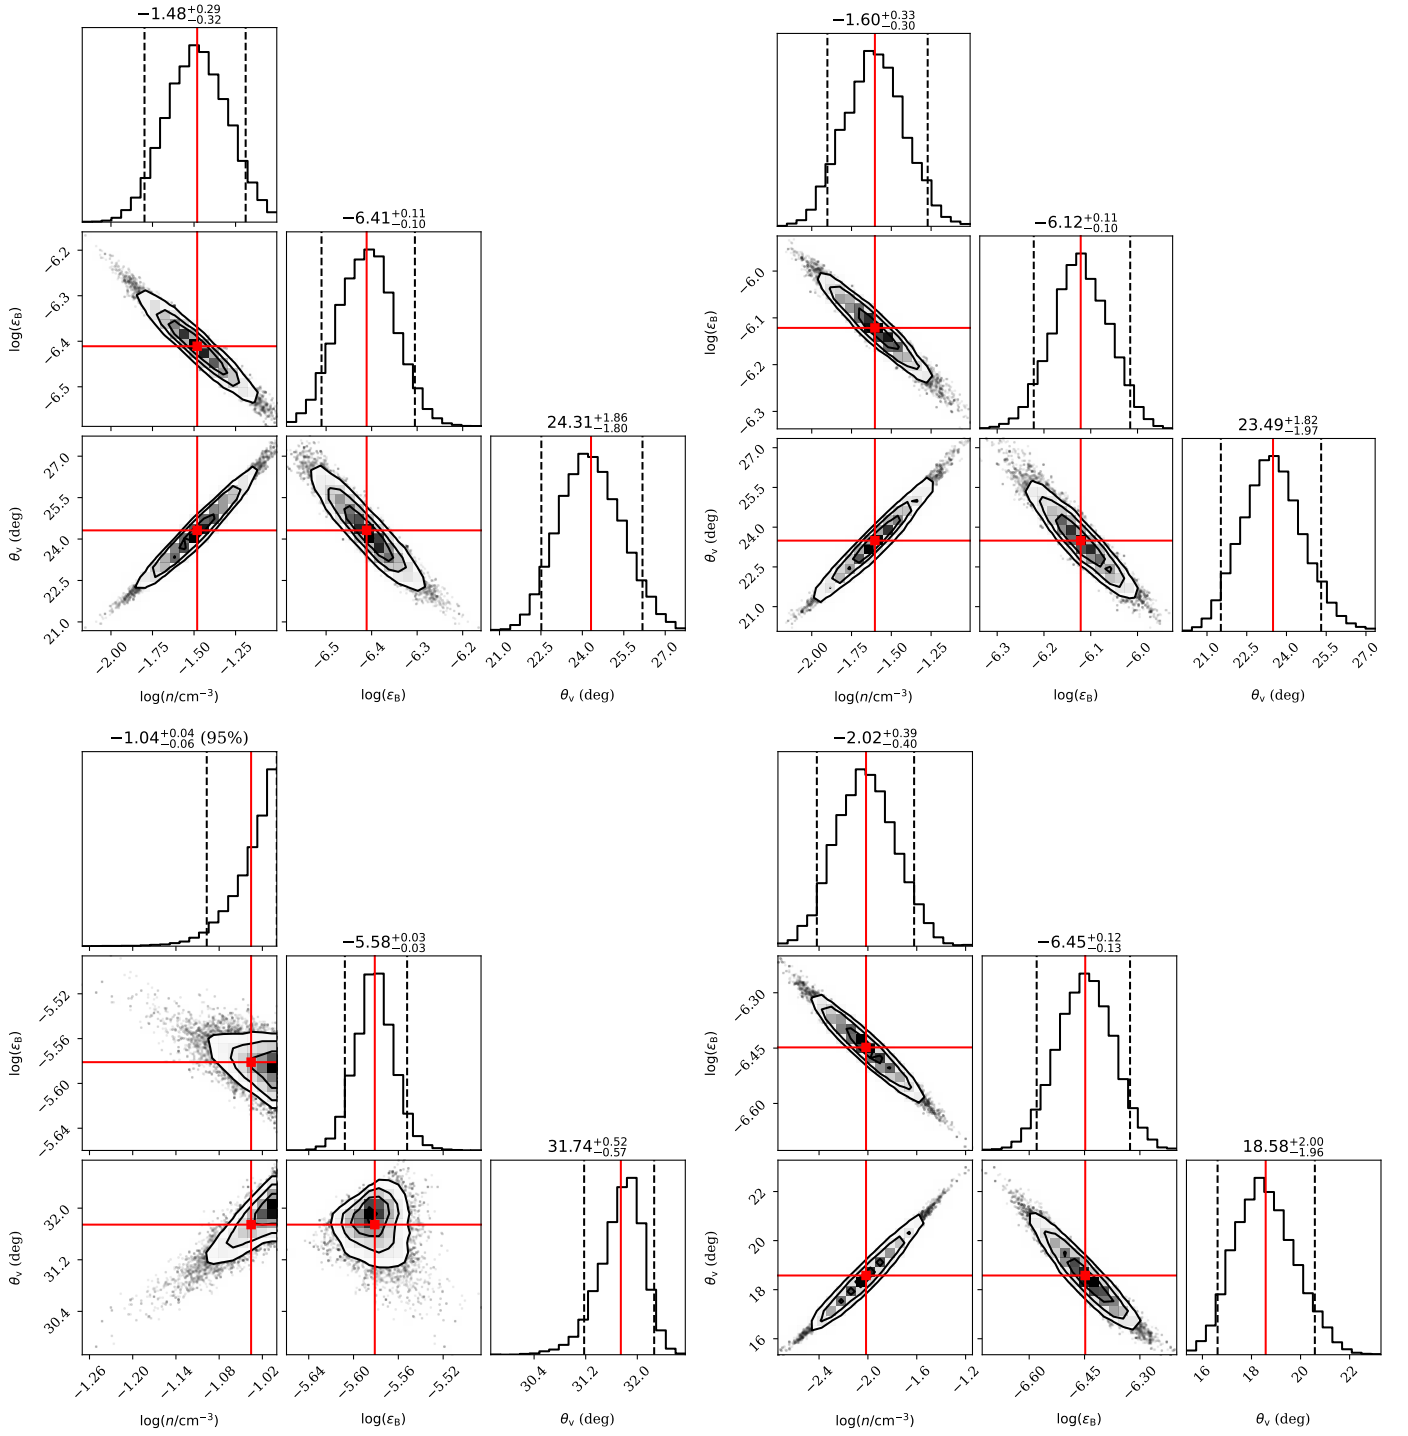 −1.48 +0.29 −0.32
−1.60 +0.33 −0.30
−6.41 +0.11 −0.10
−6.12 +0.11 −0.10
log(εB)
−6.2
−6.3
−6.4
−6.5
log(εB)
−6.0
−6.1
−6.2
−6.3
24.31 +1.86 −1.80
23.49 +1.82 −1.97
θv (deg)
27.0
25.5
24.0
22.5
21.0
θv (deg)
27.0
25.5
24.0
22.5
21.0
−2.00 −1.75 −1.50 −1.25
−6.5 −6.4 −6.3 −6.2
21.0 22.5 24.0 25.5 27.0
−2.00 −1.75 −1.50 −1.25
−6.3 −6.2 −6.1 −6.0
21.0 22.5 24.0 25.5 27.0
log(n/cm−3) log(εB) θv (deg)
log(n/cm−3) log(εB) θv (deg)
−1.04 +0.04 −0.06 (95%)
−2.02 +0.39 −0.40
−5.58 +0.03 −0.03
−6.45 +0.12 −0.13
log(εB)
−5.52
−5.56
−5.60
−5.64
log(εB)
−6.30
−6.45
−6.60
31.74 +0.52 −0.57
18.58 +2.00 −1.96
θv (deg)
32.0
31.2
30.4
θv (deg)
22
20
18
16
−1.26 −1.20 −1.14 −1.08 −1.02
−5.64 −5.60 −5.56 −5.52
30.4 31.2 32.0
−2.4 −2.0 −1.6 −1.2
−6.60 −6.45 −6.30
16 18 20 22
log(n/cm−3) log(εB) θv (deg)
log(n/cm−3) log(εB) θv (deg)